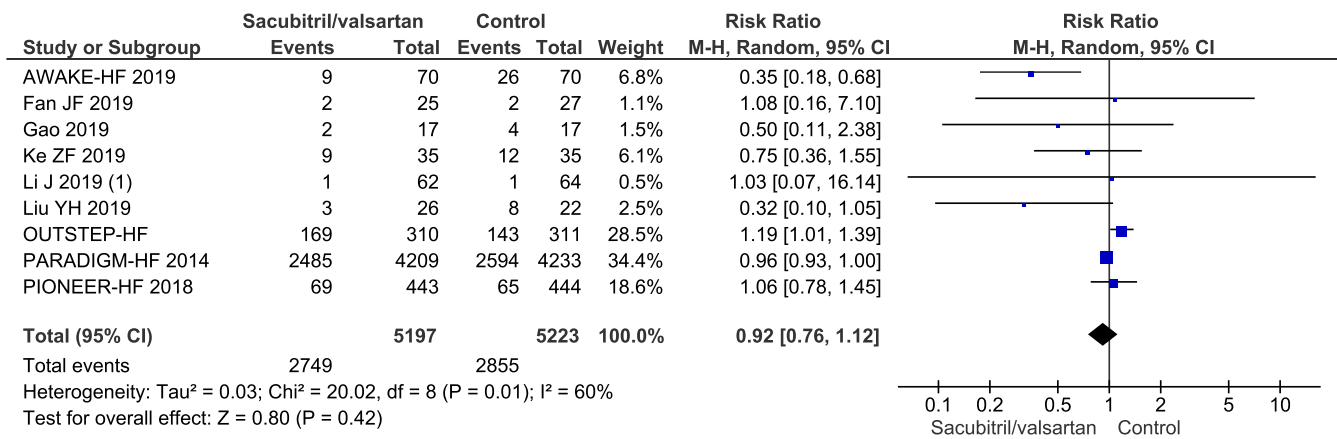 Sacubitril/valsartan Control Risk Ratio Risk Ratio
Study or Subgroup Events Total Events Total Weight M-H, Random, 95% CI M-H, Random, 95% CI
AWAKE-HF 2019 9 70 26 70 6.8% 0.35 [0.18, 0.68]
Fan JF 2019 2 25 2 27 1.1% 1.08 [0.16, 7.10]
Gao 2019 2 17 4 17 1.5% 0.50 [0.11, 2.38]
Ke ZF 2019 9 35 12 35 6.1% 0.75 [0.36, 1.55]
Li J 2019 (1) 1 62 1 64 0.5% 1.03 [0.07, 16.14]
Liu YH 2019 3 26 8 22 2.5% 0.32 [0.10, 1.05]
OUTSTEP-HF 169 310 143 311 28.5% 1.19 [1.01, 1.39]
PARADIGM-HF 2014 2485 4209 2594 4233 34.4% 0.96 [0.93, 1.00]
PIONEER-HF 2018 69 443 65 444 18.6% 1.06 [0.78, 1.45]
Total (95% CI) 5197 5223 100.0% 0.92 [0.76, 1.12]
Total events 2749 2855
Heterogeneity: Tau² = 0.03; Chi² = 20.02, df = 8 (P = 0.01); I² = 60%
Test for overall effect: Z = 0.80 (P = 0.42)
0.1 0.2 0.5 1 2 5 10
Sacubitril/valsartan Control